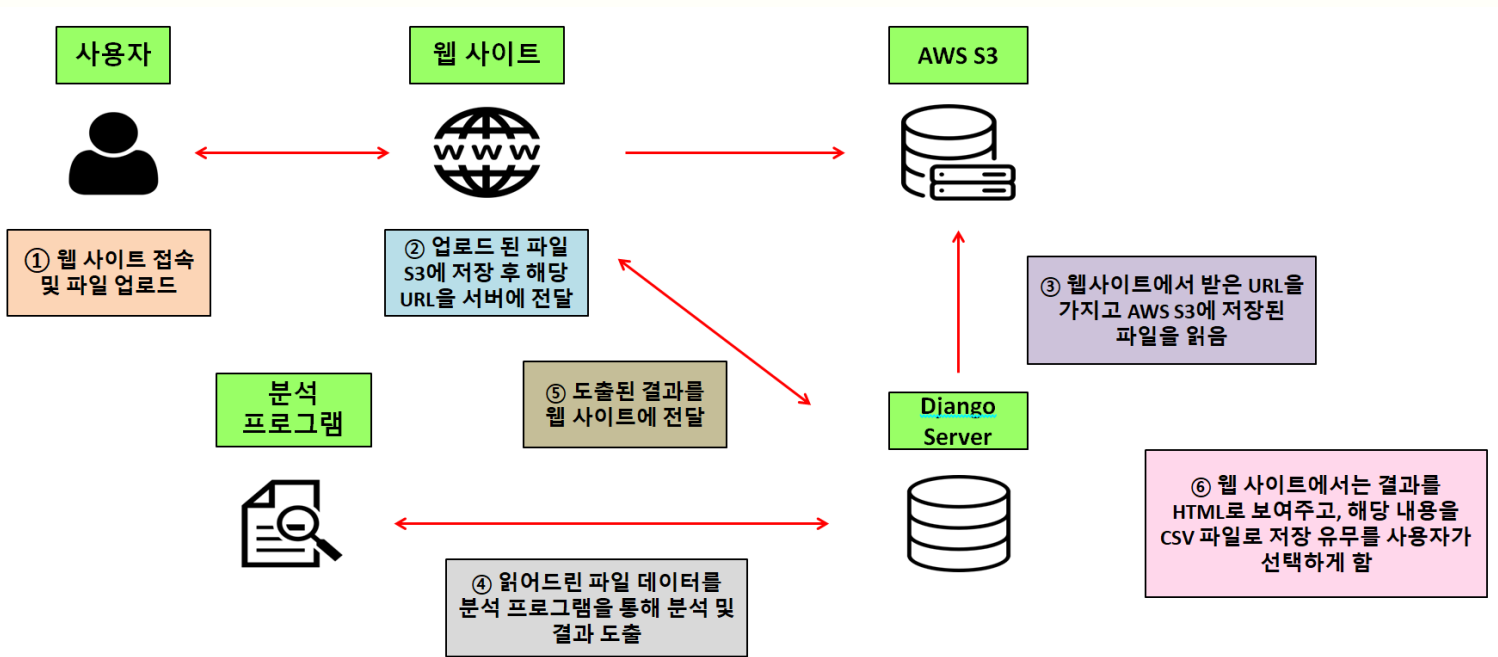 사용자
웹 사이트
AWS S3
W W W
① 웹 사이트 접속
및 파일 업로드
② 업로드 된 파일
S3에 저장 후 해당
URL을 서버에 전달
③ 웹사이트에서 받은 URL을
가지고 AWS S3에 저장된
파일을 읽음
분석
프로그램
⑤ 도출된 결과를
웹 사이트에 전달
Django
Server
④ 읽어드린 파일 데이터를
분석 프로그램을 통해 분석 및
결과 도출
⑥ 웹 사이트에서는 결과를
HTML로 보여주고, 해당 내용을
CSV 파일로 저장 유무를 사용자가
선택하게 함